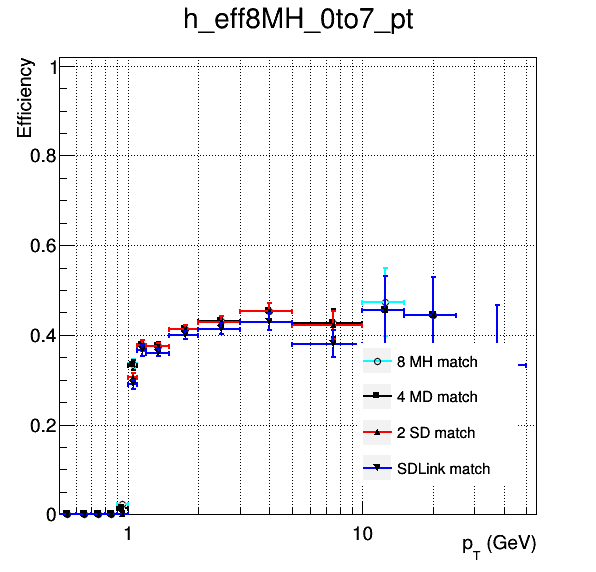 h_eff8MH_0to7_pt
Efficiency
1
0.8
0.6
0.4
0.2
0
8 MH match
4 MD match
2 SD match
SDLink match
1
10
pT (GeV)